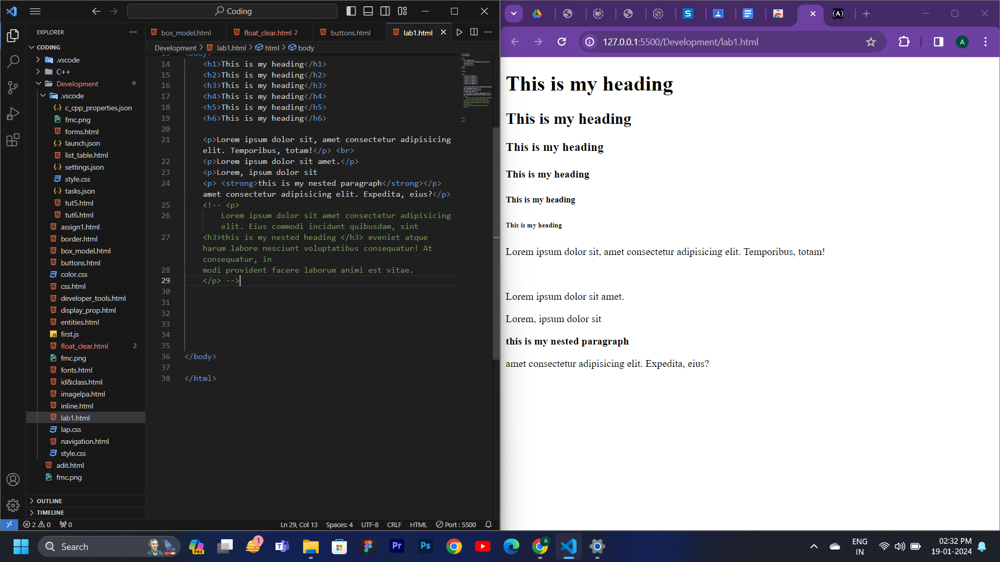 Coding
EXPLORER
CODING
.vscode
C++
Development
.vscode
c_cpp_properties.json
fmc.png
forms.html
launch.json
list_table.html
settings.json
style.css
tasks.json
tut5.html
tut6.html
assign1.html
border.html
box_model.html
buttons.html
color.css
css.html
developer_tools.html
display_prop.html
entities.html
first.js
float_clear.html 2
fmc.png
fonts.html
id&class.html
imagelpa.html
inline.html
lab1.html
lap.css
navigation.html
style.css
adit.html
fmc.png
OUTLINE
TIMELINE
box_model.html
float_clear.html 2
buttons.html
lab1.html
Development > lab1.html > html > body
13 <body>
14 <h1>This is my heading</h1>
15 <h2>This is my heading</h2>
16 <h3>This is my heading</h3>
17 <h4>This is my heading</h4>
18 <h5>This is my heading</h5>
19 <h6>This is my heading</h6>
20
21 <p>Lorem ipsum dolor sit, amet consectetur adipisicing
elit. Temporibus, totam!</p> <br>
22 <p>Lorem ipsum dolor sit amet.</p>
23 <p>Lorem, ipsum dolor sit
24 <p> <strong>this is my nested paragraph</strong></p>
amet consectetur adipisicing elit. Expedita, eius?</p>
25 <!-- <p>
26 Lorem ipsum dolor sit amet consectetur adipisicing
elit. Eius commodi incidunt quibusdam, sint
27 <h3>this is my nested heading </h3> eveniet atque
harum labore nesciunt voluptatibus consequatur! At
consequatur, in
28 modi provident facere laborum animi est vitae.
29 </p> -->
30
31
32
33
34
35
36 </body>
37
38 </html>
2 0 0
Ln 29, Col 13 Spaces: 4 UTF-8 CRLF HTML Port : 5500
S
(A)
127.0.0.1:5500/Development/lab1.html
A
This is my heading
This is my heading
This is my heading
This is my heading
This is my heading
This is my heading
Lorem ipsum dolor sit, amet consectetur adipisicing elit. Temporibus, totam!
Lorem ipsum dolor sit amet.
Lorem, ipsum dolor sit
this is my nested paragraph
amet consectetur adipisicing elit. Expedita, eius?
Search
PRE
1
Pr
Ps
A
ENG
IN
02:32 PM
19-01-2024